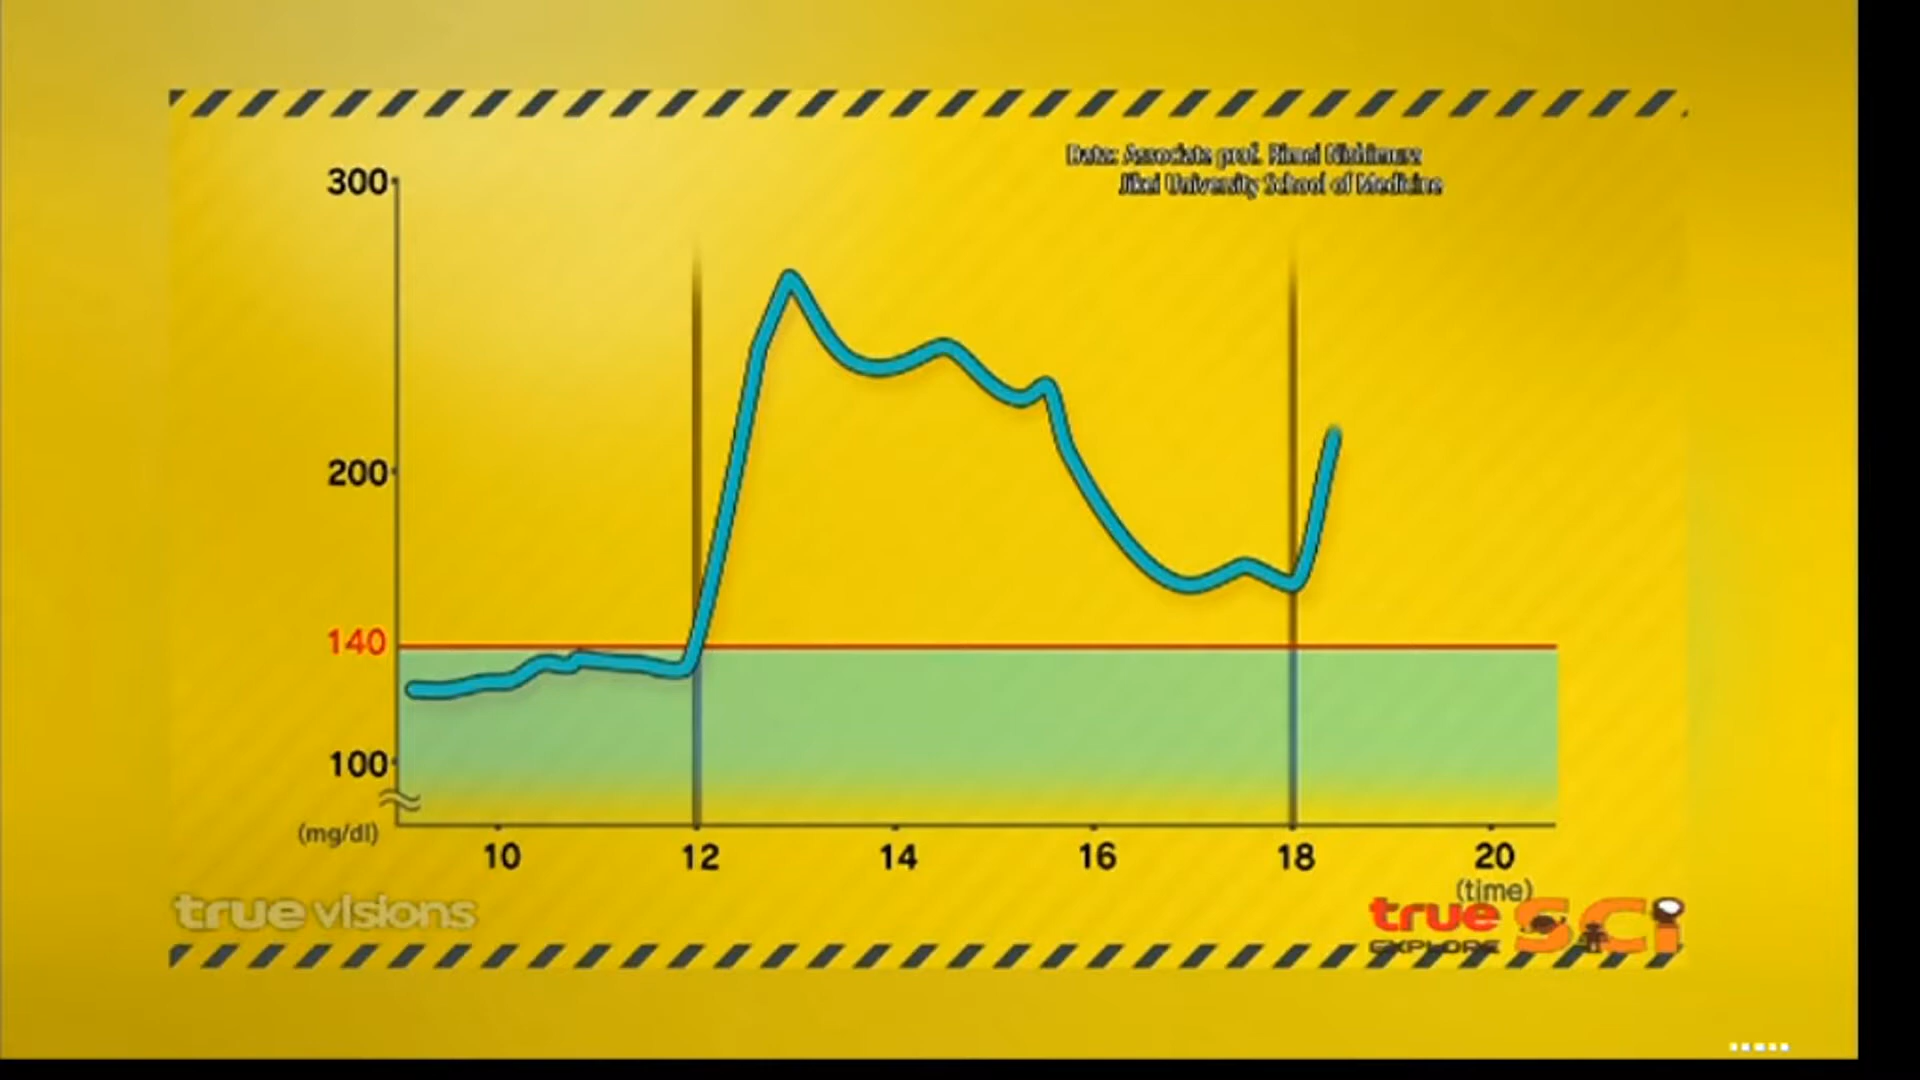 Data: Associate prof. Rimei Nishimura
Jikei University School of Medicine
300
200
140
100
(mg/dl)
10 12 14 16 18 20
(time)
true visions
true SCi
EXPLORE